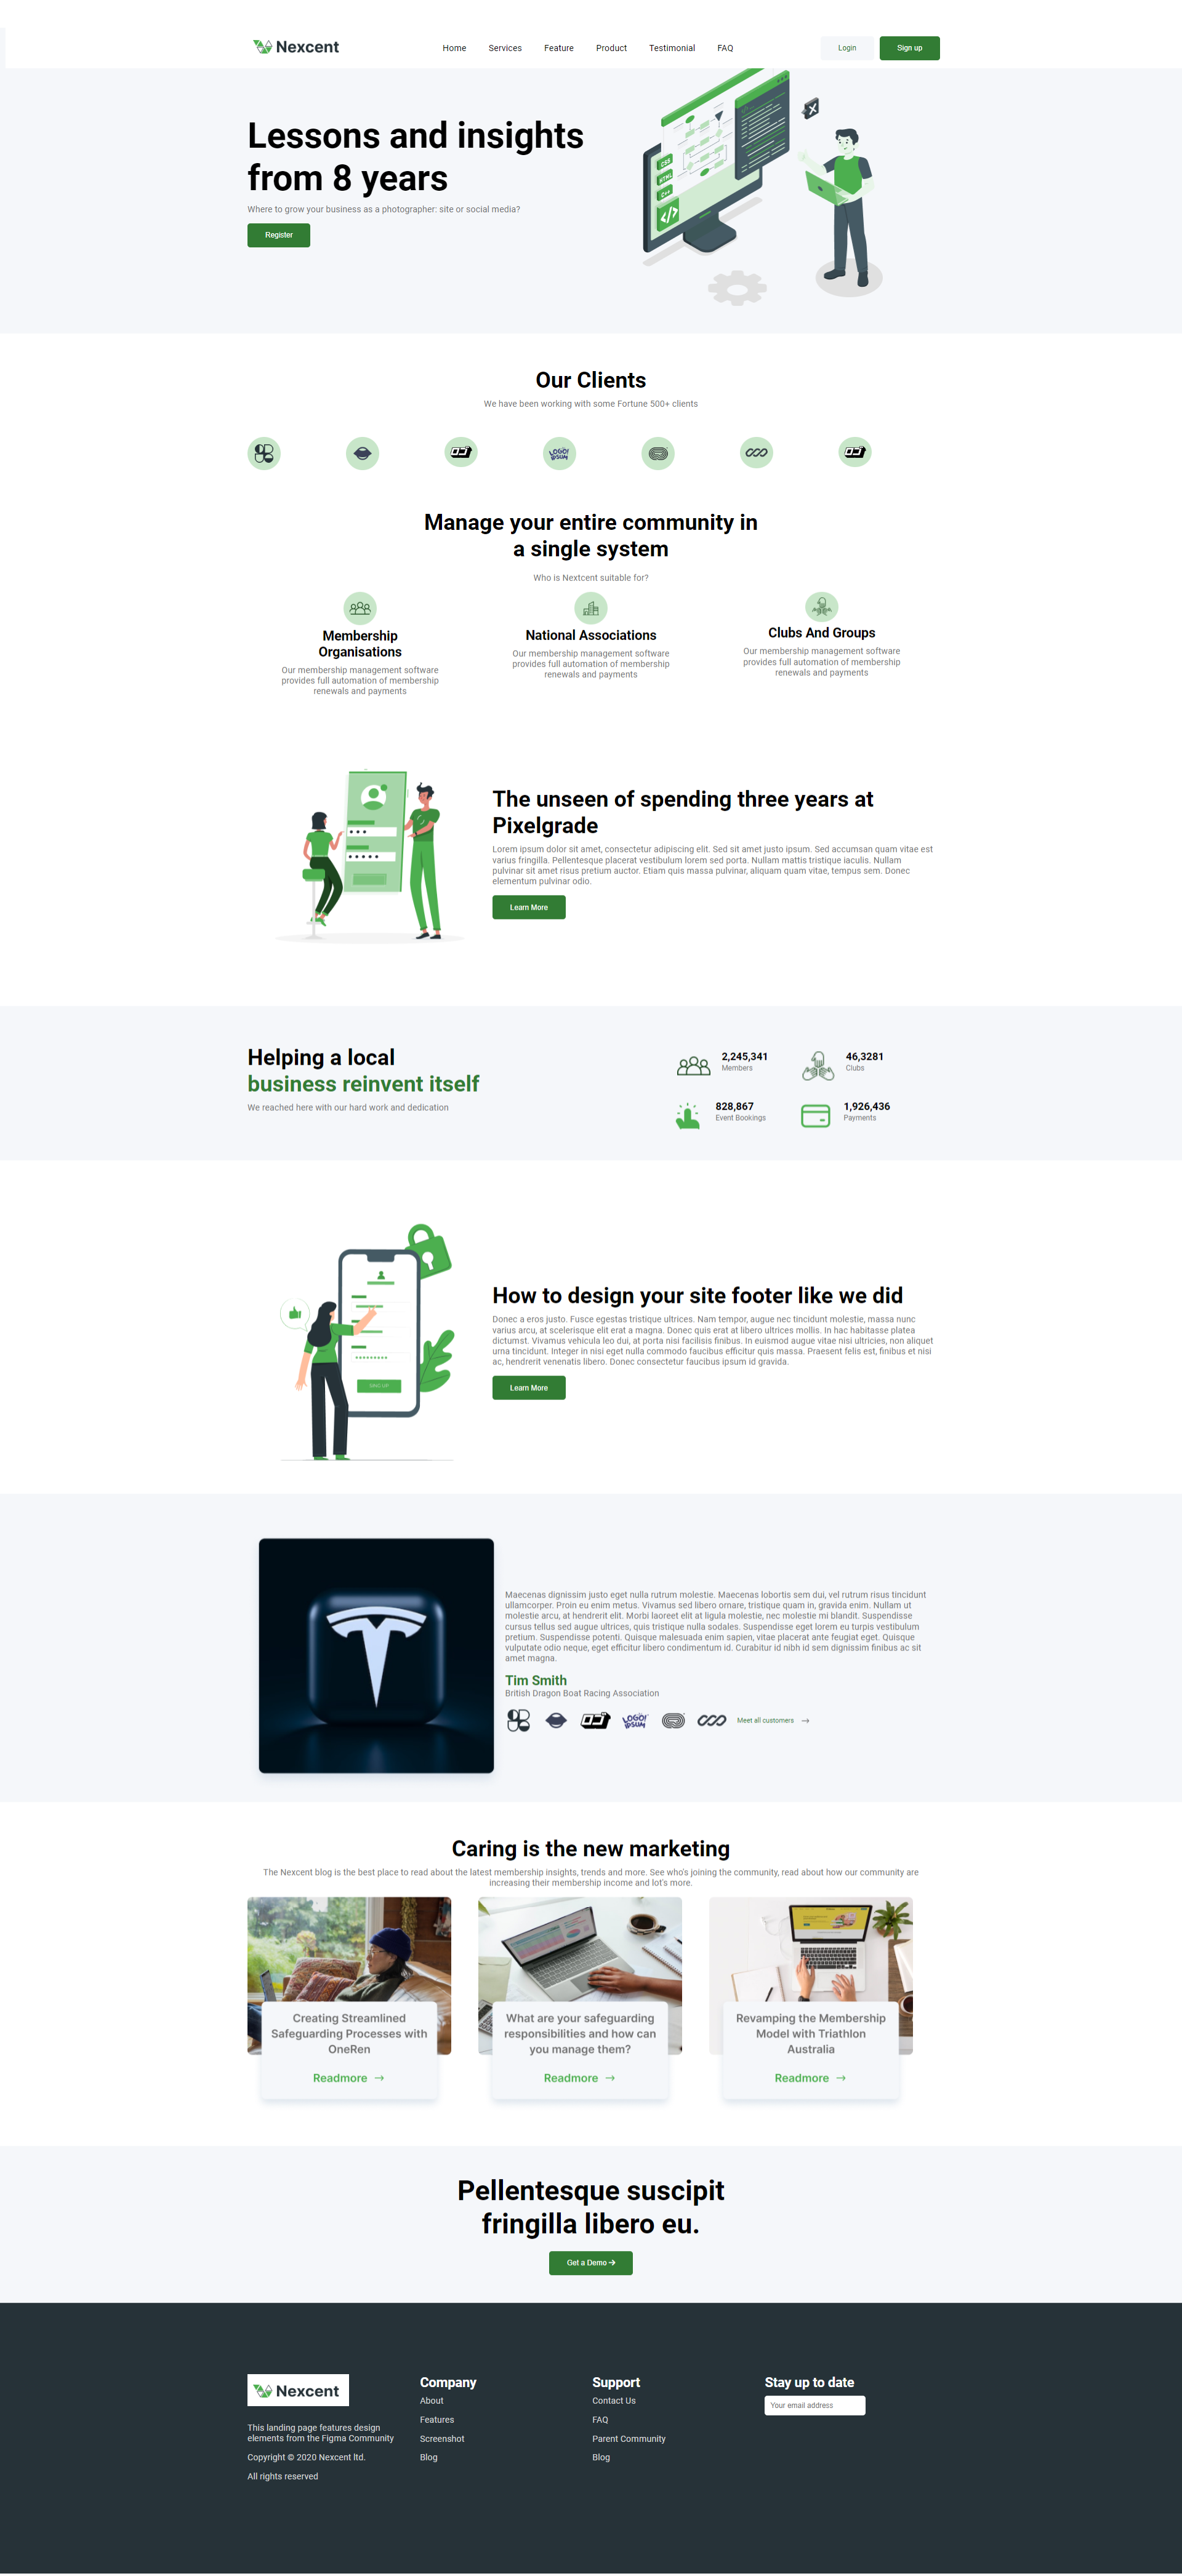 Nexcent
Home Services Feature Product Testimonial FAQ
Login Sign up
Lessons and insights
from 8 years
Where to grow your business as a photographer: site or social media?
Register
CSS
HTML
C++
</>
Our Clients
We have been working with some Fortune 500+ clients
LOGO!
IPSUM
Manage your entire community in
a single system
Who is Nextcent suitable for?
Membership
Organisations
Our membership management software
provides full automation of membership
renewals and payments
National Associations
Our membership management software
provides full automation of membership
renewals and payments
Clubs And Groups
Our membership management software
provides full automation of membership
renewals and payments
The unseen of spending three years at
Pixelgrade
Lorem ipsum dolor sit amet, consectetur adipiscing elit. Sed sit amet justo ipsum. Sed accumsan quam vitae est
varius fringilla. Pellentesque placerat vestibulum lorem sed porta. Nullam mattis tristique iaculis. Nullam
pulvinar sit amet risus pretium auctor. Etiam quis massa pulvinar, aliquam quam vitae, tempus sem. Donec
elementum pulvinar odio.
Learn More
Helping a local
business reinvent itself
We reached here with our hard work and dedication
2,245,341
Members
46,3281
Clubs
828,867
Event Bookings
1,926,436
Payments
SIGN UP
How to design your site footer like we did
Donec a eros justo. Fusce egestas tristique ultrices. Nam tempor, augue nec tincidunt molestie, massa nunc
varius arcu, at scelerisque elit erat a magna. Donec quis erat at libero ultrices mollis. In hac habitasse platea
dictumst. Vivamus vehicula leo dui, at porta nisi facilisis finibus. In euismod augue vitae nisi ultricies, non aliquet
urna tincidunt. Integer in nisi eget nulla commodo faucibus efficitur quis massa. Praesent felis est, finibus et nisi
ac, hendrerit venenatis libero. Donec consectetur faucibus ipsum id gravida.
Learn More
Maecenas dignissim justo eget nulla rutrum molestie. Maecenas lobortis sem dui, vel rutrum risus tincidunt
ullamcorper. Proin eu enim metus. Vivamus sed libero ornare, tristique quam in, gravida enim. Nullam ut
molestie arcu, at hendrerit elit. Morbi laoreet elit at ligula molestie, nec molestie mi blandit. Suspendisse
cursus tellus sed augue ultrices, quis tristique nulla sodales. Suspendisse eget lorem eu turpis vestibulum
pretium. Suspendisse potenti. Quisque malesuada enim sapien, vitae placerat ante feugiat eget. Quisque
vulputate odio neque, eget efficitur libero condimentum id. Curabitur id nibh id sem dignissim finibus ac sit
amet magna.
Tim Smith
British Dragon Boat Racing Association
LOGO!
IPSUM
Meet all customers →
Caring is the new marketing
The Nexcent blog is the best place to read about the latest membership insights, trends and more. See who's joining the community, read about how our community are
increasing their membership income and lot's more.
Creating Streamlined
Safeguarding Processes with
OneRen
Readmore →
What are your safeguarding
responsibilities and how can
you manage them?
Readmore →
Revamping the Membership
Model with Triathlon
Australia
Readmore →
Pellentesque suscipit
fringilla libero eu.
Get a Demo →
Nexcent
This landing page features design
elements from the Figma Community
Copyright © 2020 Nexcent ltd.
All rights reserved
Company
About
Features
Screenshot
Blog
Support
Contact Us
FAQ
Parent Community
Blog
Stay up to date
Your email address